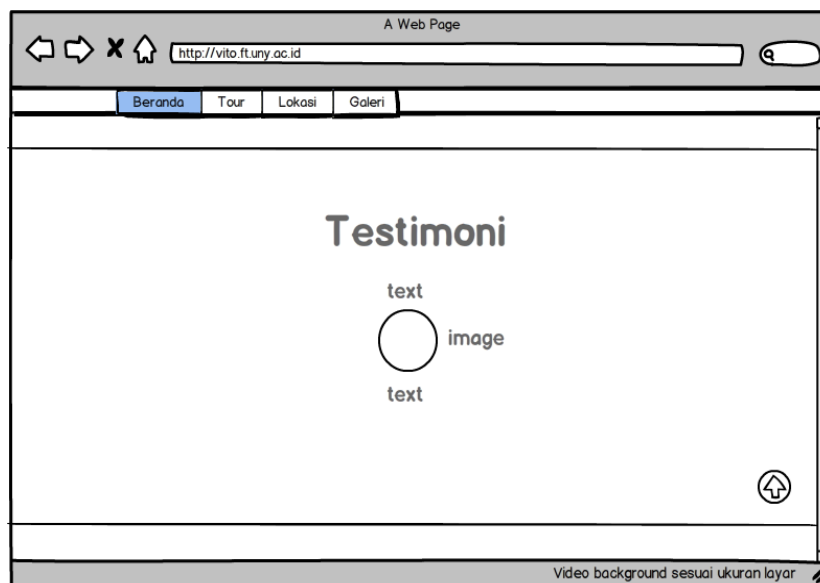 A Web Page
http://vito.ft.uny.ac.id
Beranda Tour Lokasi Galeri
Testimoni
text
image
text
Video background sesuai ukuran layar